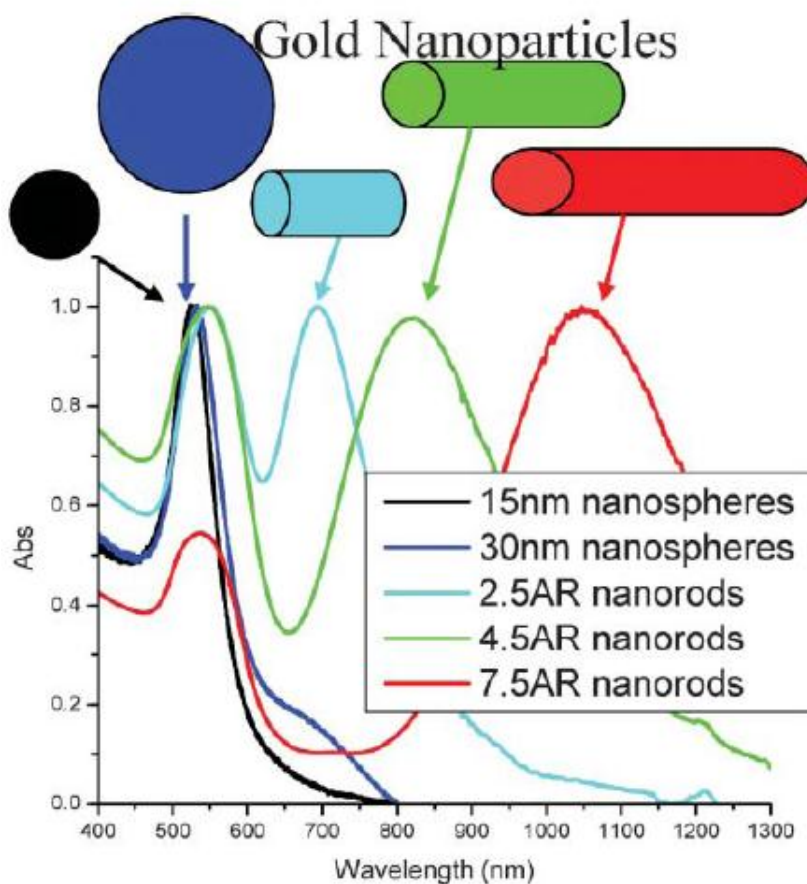 Gold Nanoparticles
1.0
0.8
0.6
0.4
0.2
0.0
Abs
15nm nanospheres
30nm nanospheres
2.5AR nanorods
4.5AR nanorods
7.5AR nanorods
400 500 600 700 800 900 1000 1100 1200 1300
Wavelength (nm)